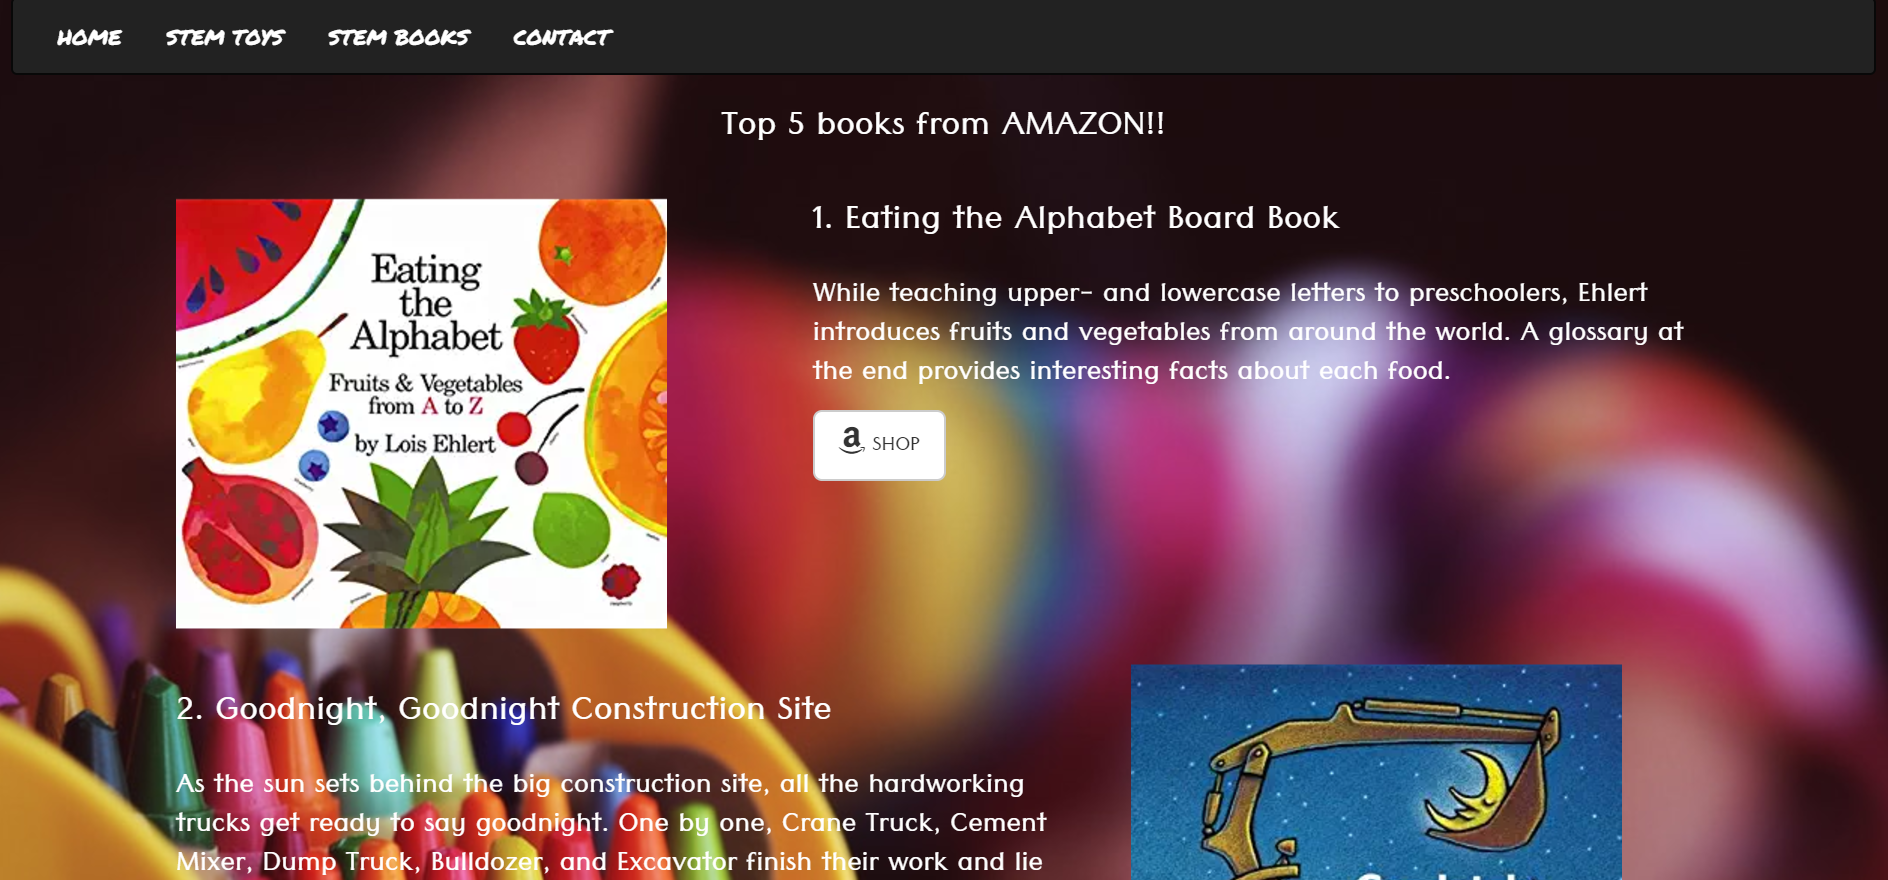 HOME STEM TOYS STEM BOOKS CONTACT
Top 5 books from AMAZON!!
Eating
the
Alphabet
Fruits & Vegetables
from A to Z
by Lois Ehlert
1. Eating the Alphabet Board Book
While teaching upper- and lowercase letters to preschoolers, Ehlert
introduces fruits and vegetables from around the world. A glossary at
the end provides interesting facts about each food.
a SHOP
2. Goodnight, Goodnight Construction Site
As the sun sets behind the big construction site, all the hardworking
trucks get ready to say goodnight. One by one, Crane Truck, Cement
Mixer, Dump Truck, Bulldozer, and Excavator finish their work and lie